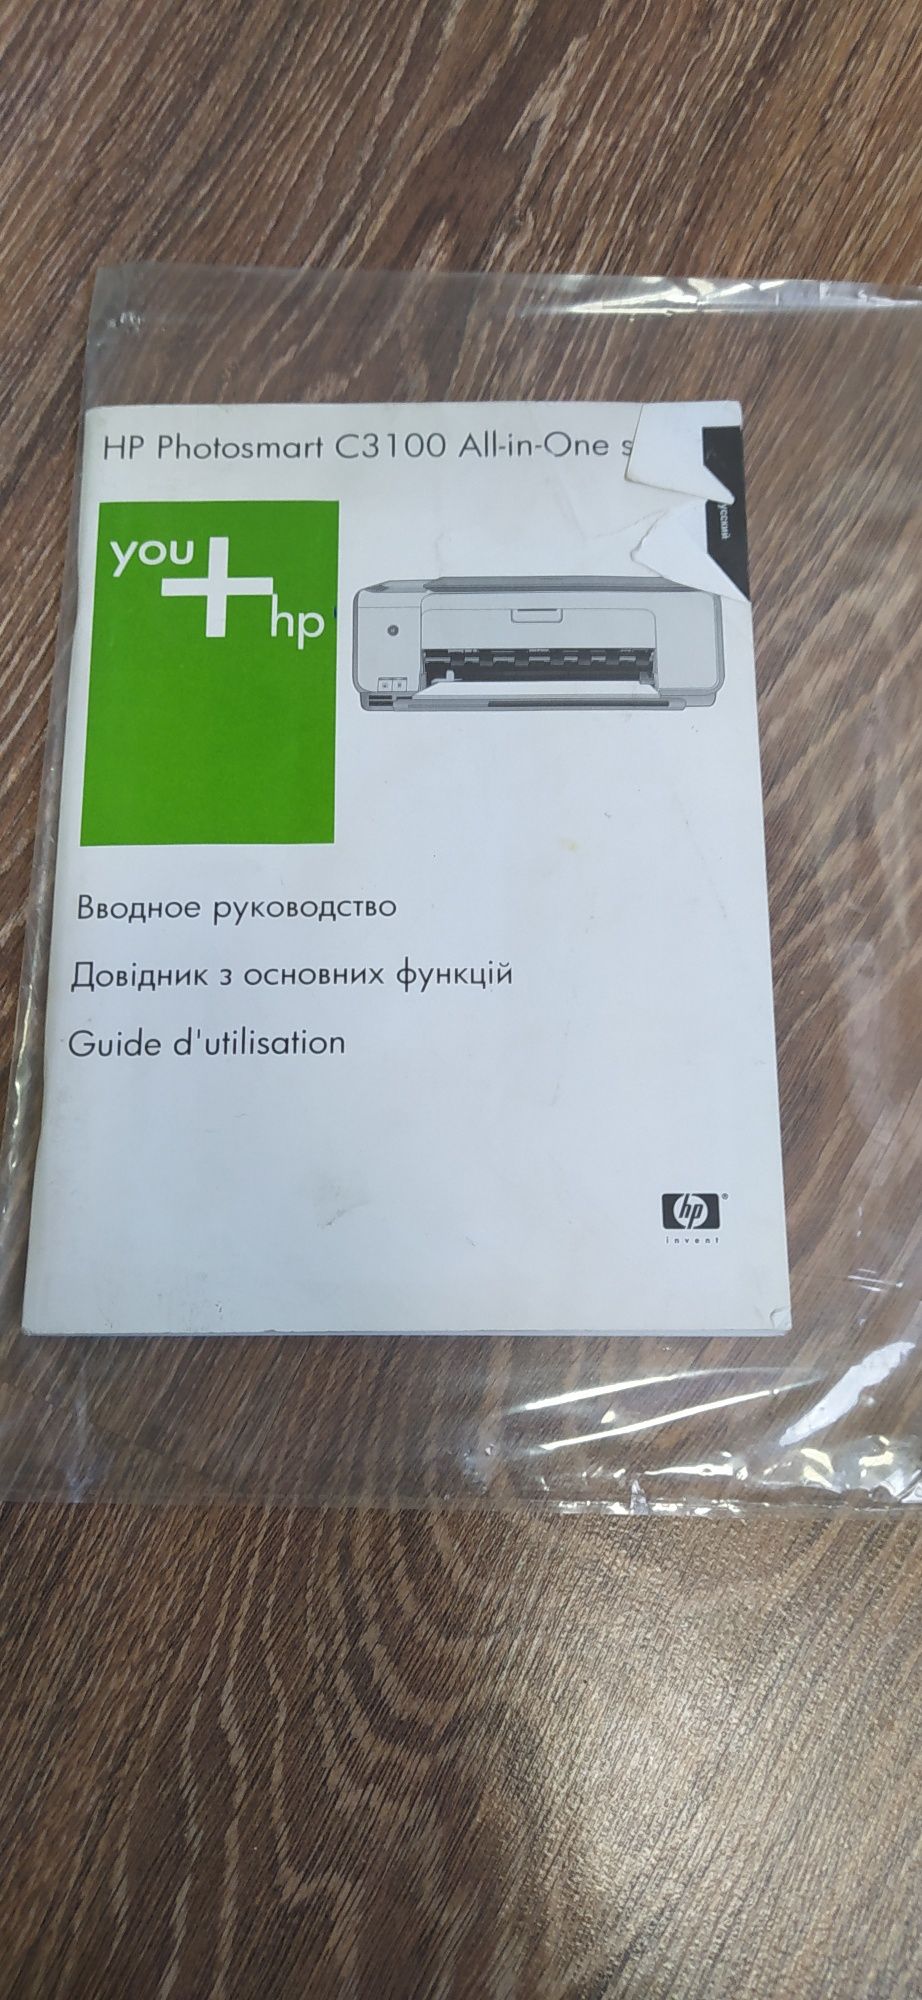 HP Photosmart C3100 All-in-One
you
+
hp
Вводное руководство
Довідник з основних функцій
Guide d'utilisation
hp®
invent